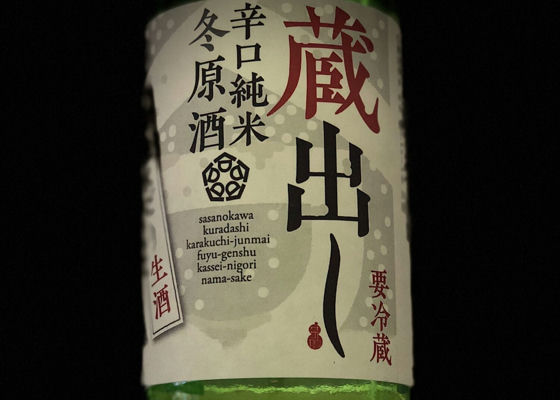 蔵出し
辛口純米
冬原酒
sasanokawa
kuradashi
karakuchi-junmai
fuyu-genshu
kassei-nigori
nama-sake
要冷蔵
生酒